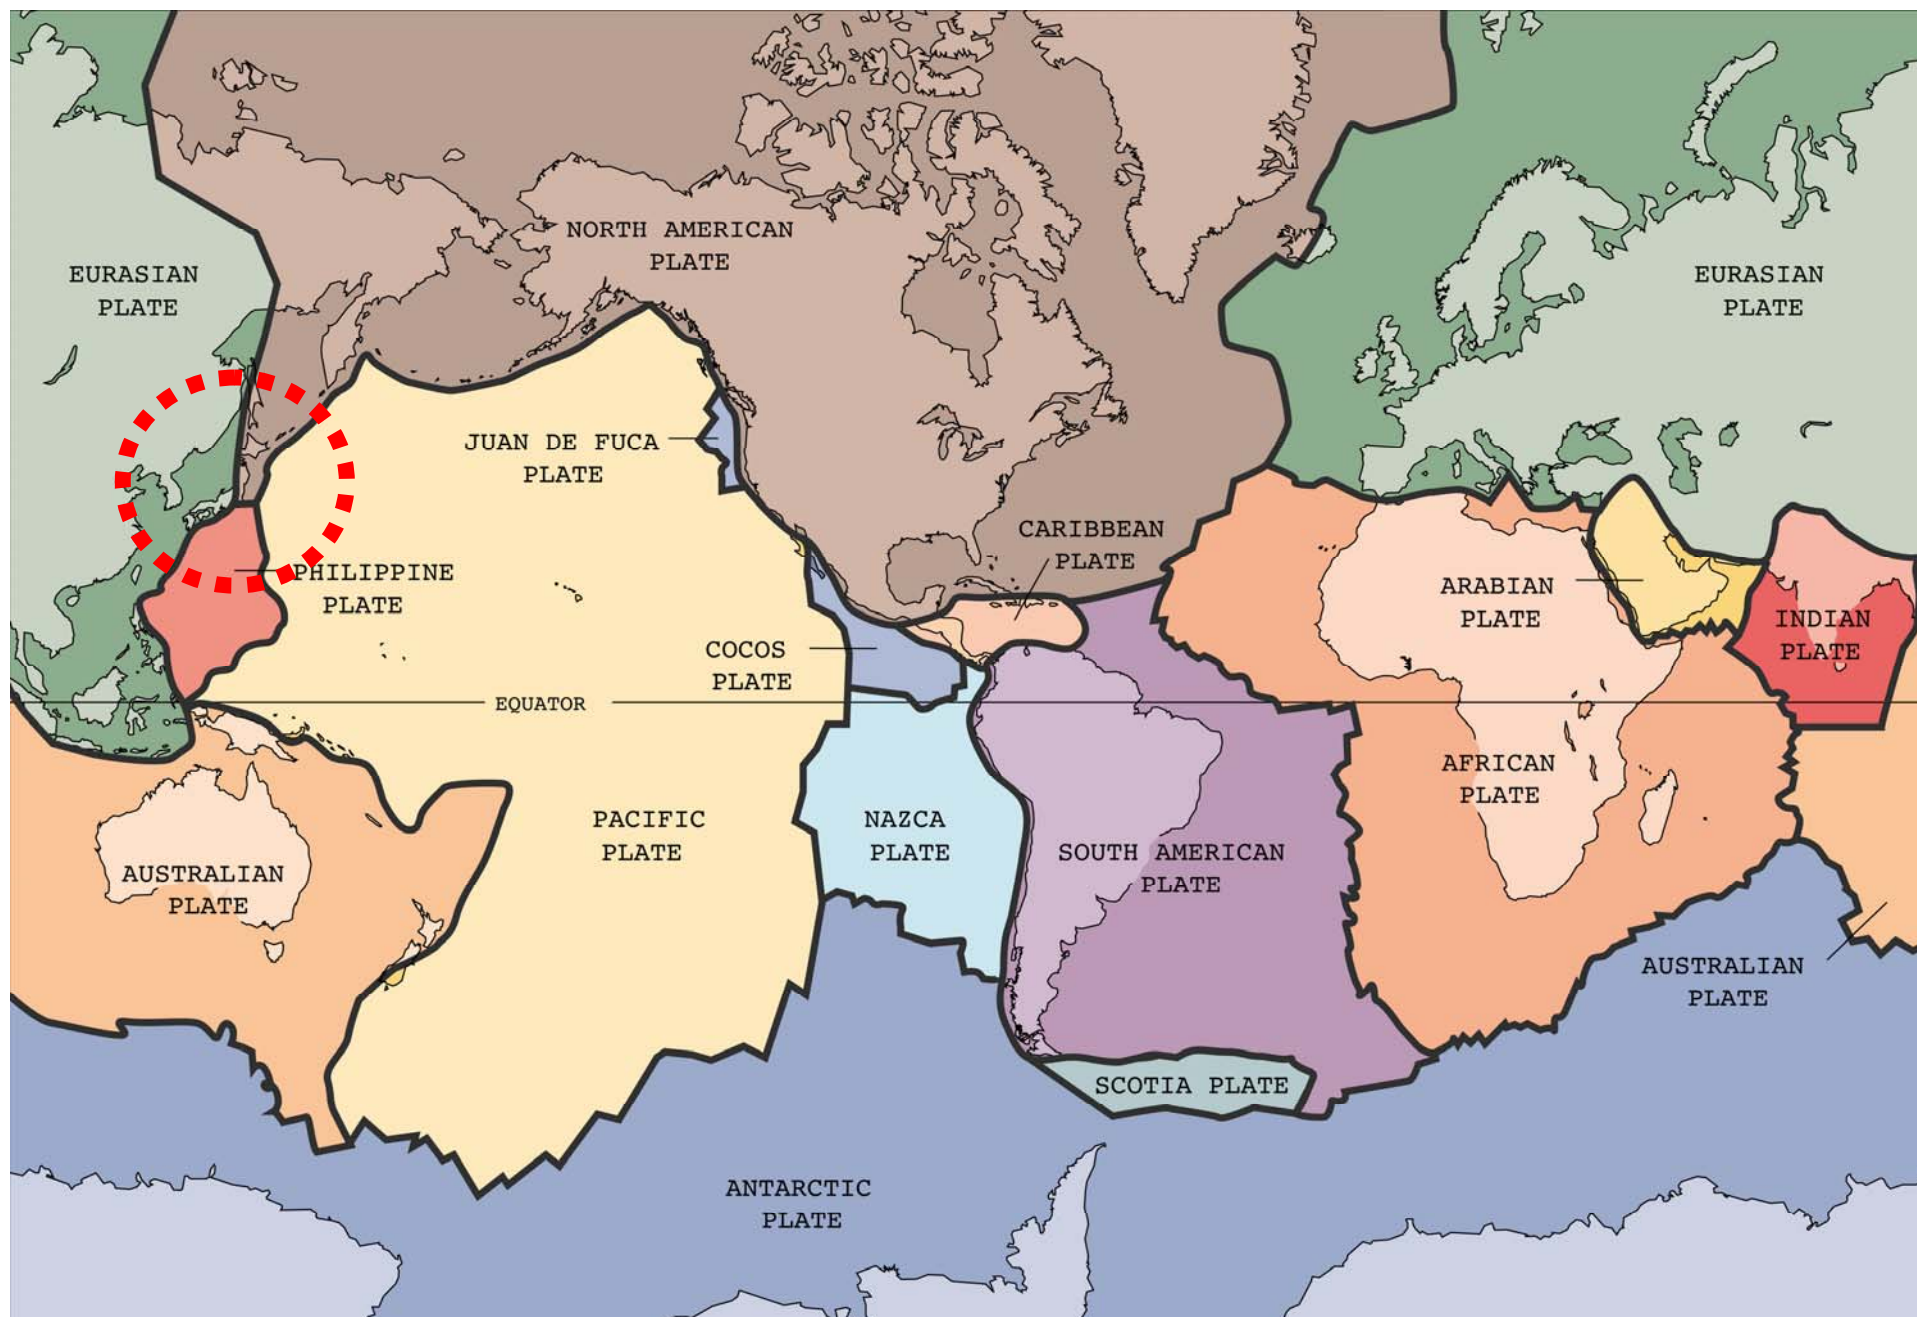 NORTH AMERICAN
PLATE
EURASIAN
PLATE
EURASIAN
PLATE
JUAN DE FUCA
PLATE
CARIBBEAN
PLATE
PHILIPPINE
PLATE
ARABIAN
PLATE
INDIAN
PLATE
COCOS
PLATE
EQUATOR
AFRICAN
PLATE
PACIFIC
PLATE
NAZCA
PLATE
SOUTH AMERICAN
PLATE
AUSTRALIAN
PLATE
AUSTRALIAN
PLATE
SCOTIA PLATE
ANTARCTIC
PLATE